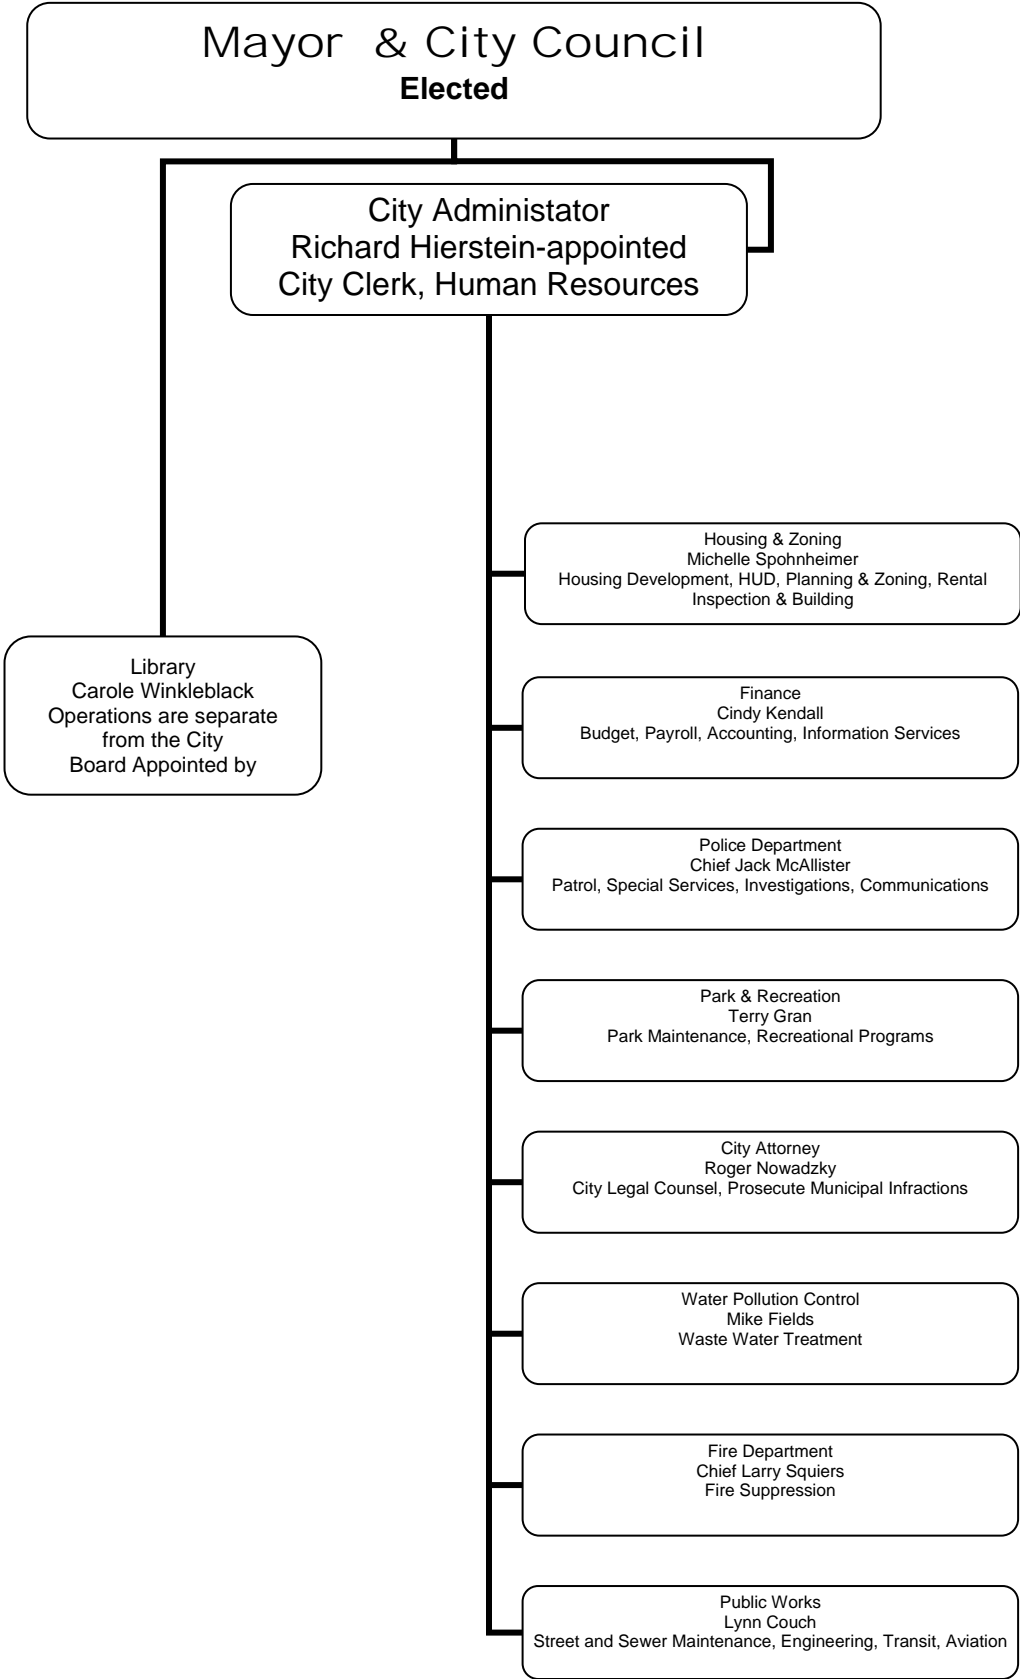 Mayor & City Council
Elected
City Administator
Richard Hierstein-appointed
City Clerk, Human Resources
Housing & Zoning
Michelle Spohnheimer
Housing Development, HUD, Planning & Zoning, Rental
Inspection & Building
Library
Carole Winkleblack
Operations are separate
from the City
Board Appointed by
Finance
Cindy Kendall
Budget, Payroll, Accounting, Information Services
Police Department
Chief Jack McAllister
Patrol, Special Services, Investigations, Communications
Park & Recreation
Terry Gran
Park Maintenance, Recreational Programs
City Attorney
Roger Nowadzky
City Legal Counsel, Prosecute Municipal Infractions
Water Pollution Control
Mike Fields
Waste Water Treatment
Fire Department
Chief Larry Squiers
Fire Suppression
Public Works
Lynn Couch
Street and Sewer Maintenance, Engineering, Transit, Aviation